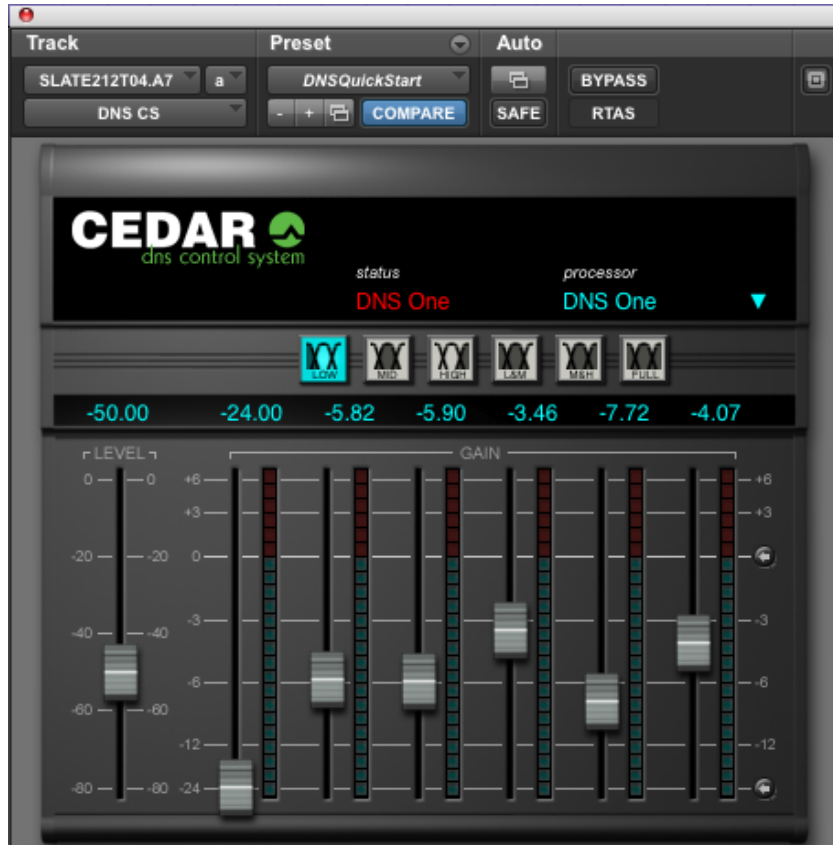 Track Preset Auto
SLATE212T04.A7 a DNSQuickStart BYPASS
DNS CS - + COMPARE SAFE RTAS
CEDAR
dns control system
status processor
DNS One DNS One
LOW MID HIGH L&M M&H FULL
-50.00 -24.00 -5.82 -5.90 -3.46 -7.72 -4.07
LEVEL GAIN
0 0 +6 +6
+3 +3
-20 -20 0
-3 -3
-40 -40
-6 -6
-60 -60
-12 -12
-80 -80 -24